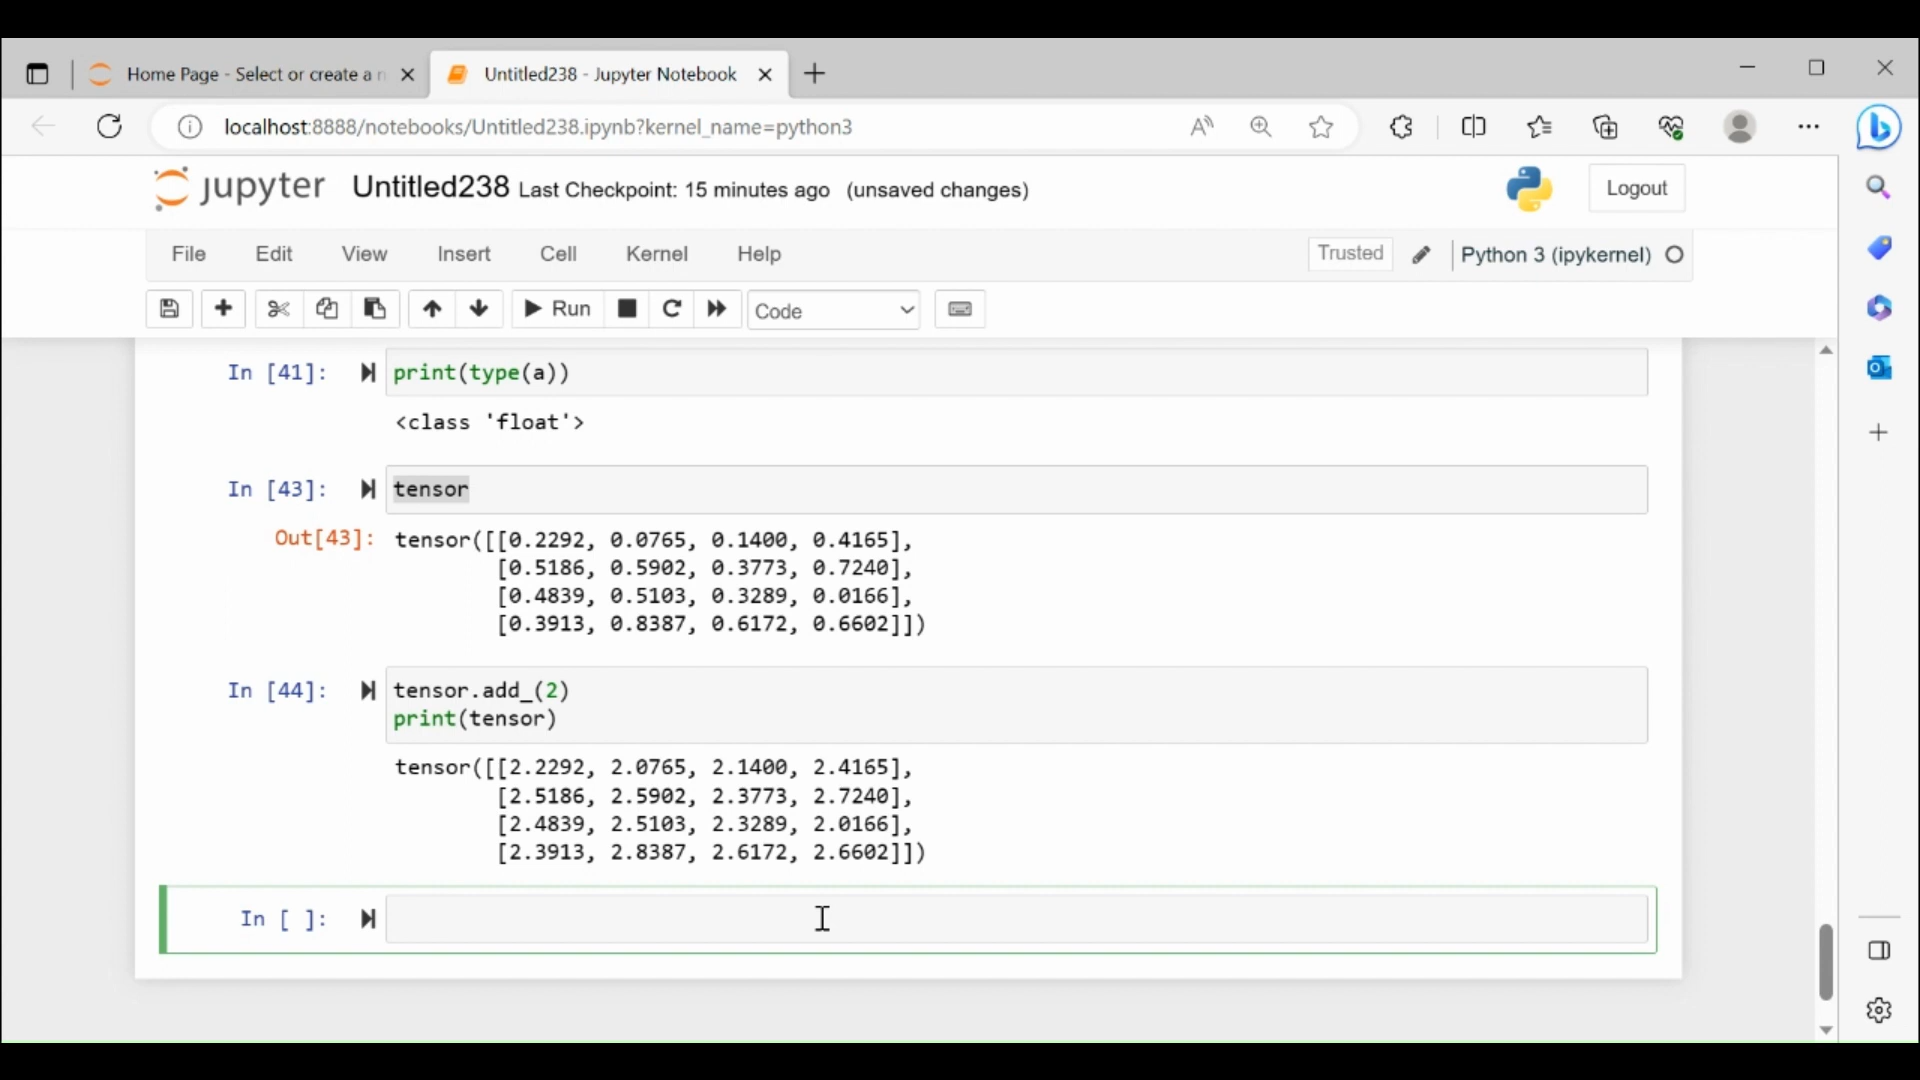 Home Page - Select or create a n
Untitled238 - Jupyter Notebook
localhost:8888/notebooks/Untitled238.ipynb?kernel_name=python3
jupyter Untitled238 Last Checkpoint: 15 minutes ago (unsaved changes)
Logout
File Edit View Insert Cell Kernel Help
Trusted
Python 3 (ipykernel)
Run
Code
In [41]: print(type(a))
<class 'float'>
In [43]: tensor
Out[43]: tensor([[0.2292, 0.0765, 0.1400, 0.4165],
[0.5186, 0.5902, 0.3773, 0.7240],
[0.4839, 0.5103, 0.3289, 0.0166],
[0.3913, 0.8387, 0.6172, 0.6602]])
In [44]: tensor.add_(2)
print(tensor)
tensor([[2.2292, 2.0765, 2.1400, 2.4165],
[2.5186, 2.5902, 2.3773, 2.7240],
[2.4839, 2.5103, 2.3289, 2.0166],
[2.3913, 2.8387, 2.6172, 2.6602]])
In [ ]: